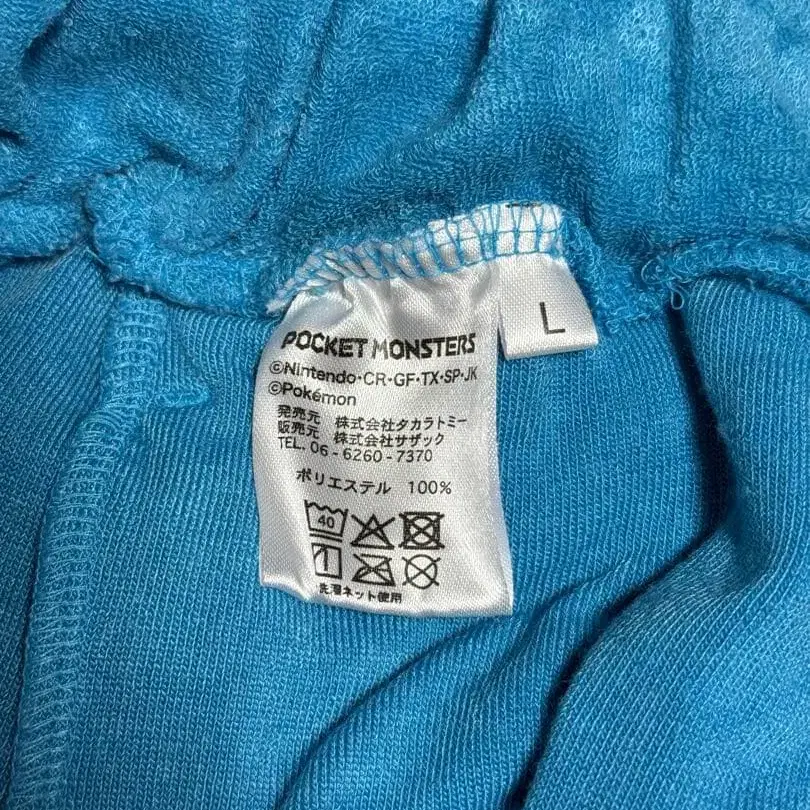 POCKET MONSTERS
©Nintendo・CR・GF・TX・SP・JK
©Pokémon
発売元 株式会社タカラトミー
販売元 株式会社サザック
TEL. 06-6260-7370
ポリエステル 100%
40
洗濯ネット使用
L